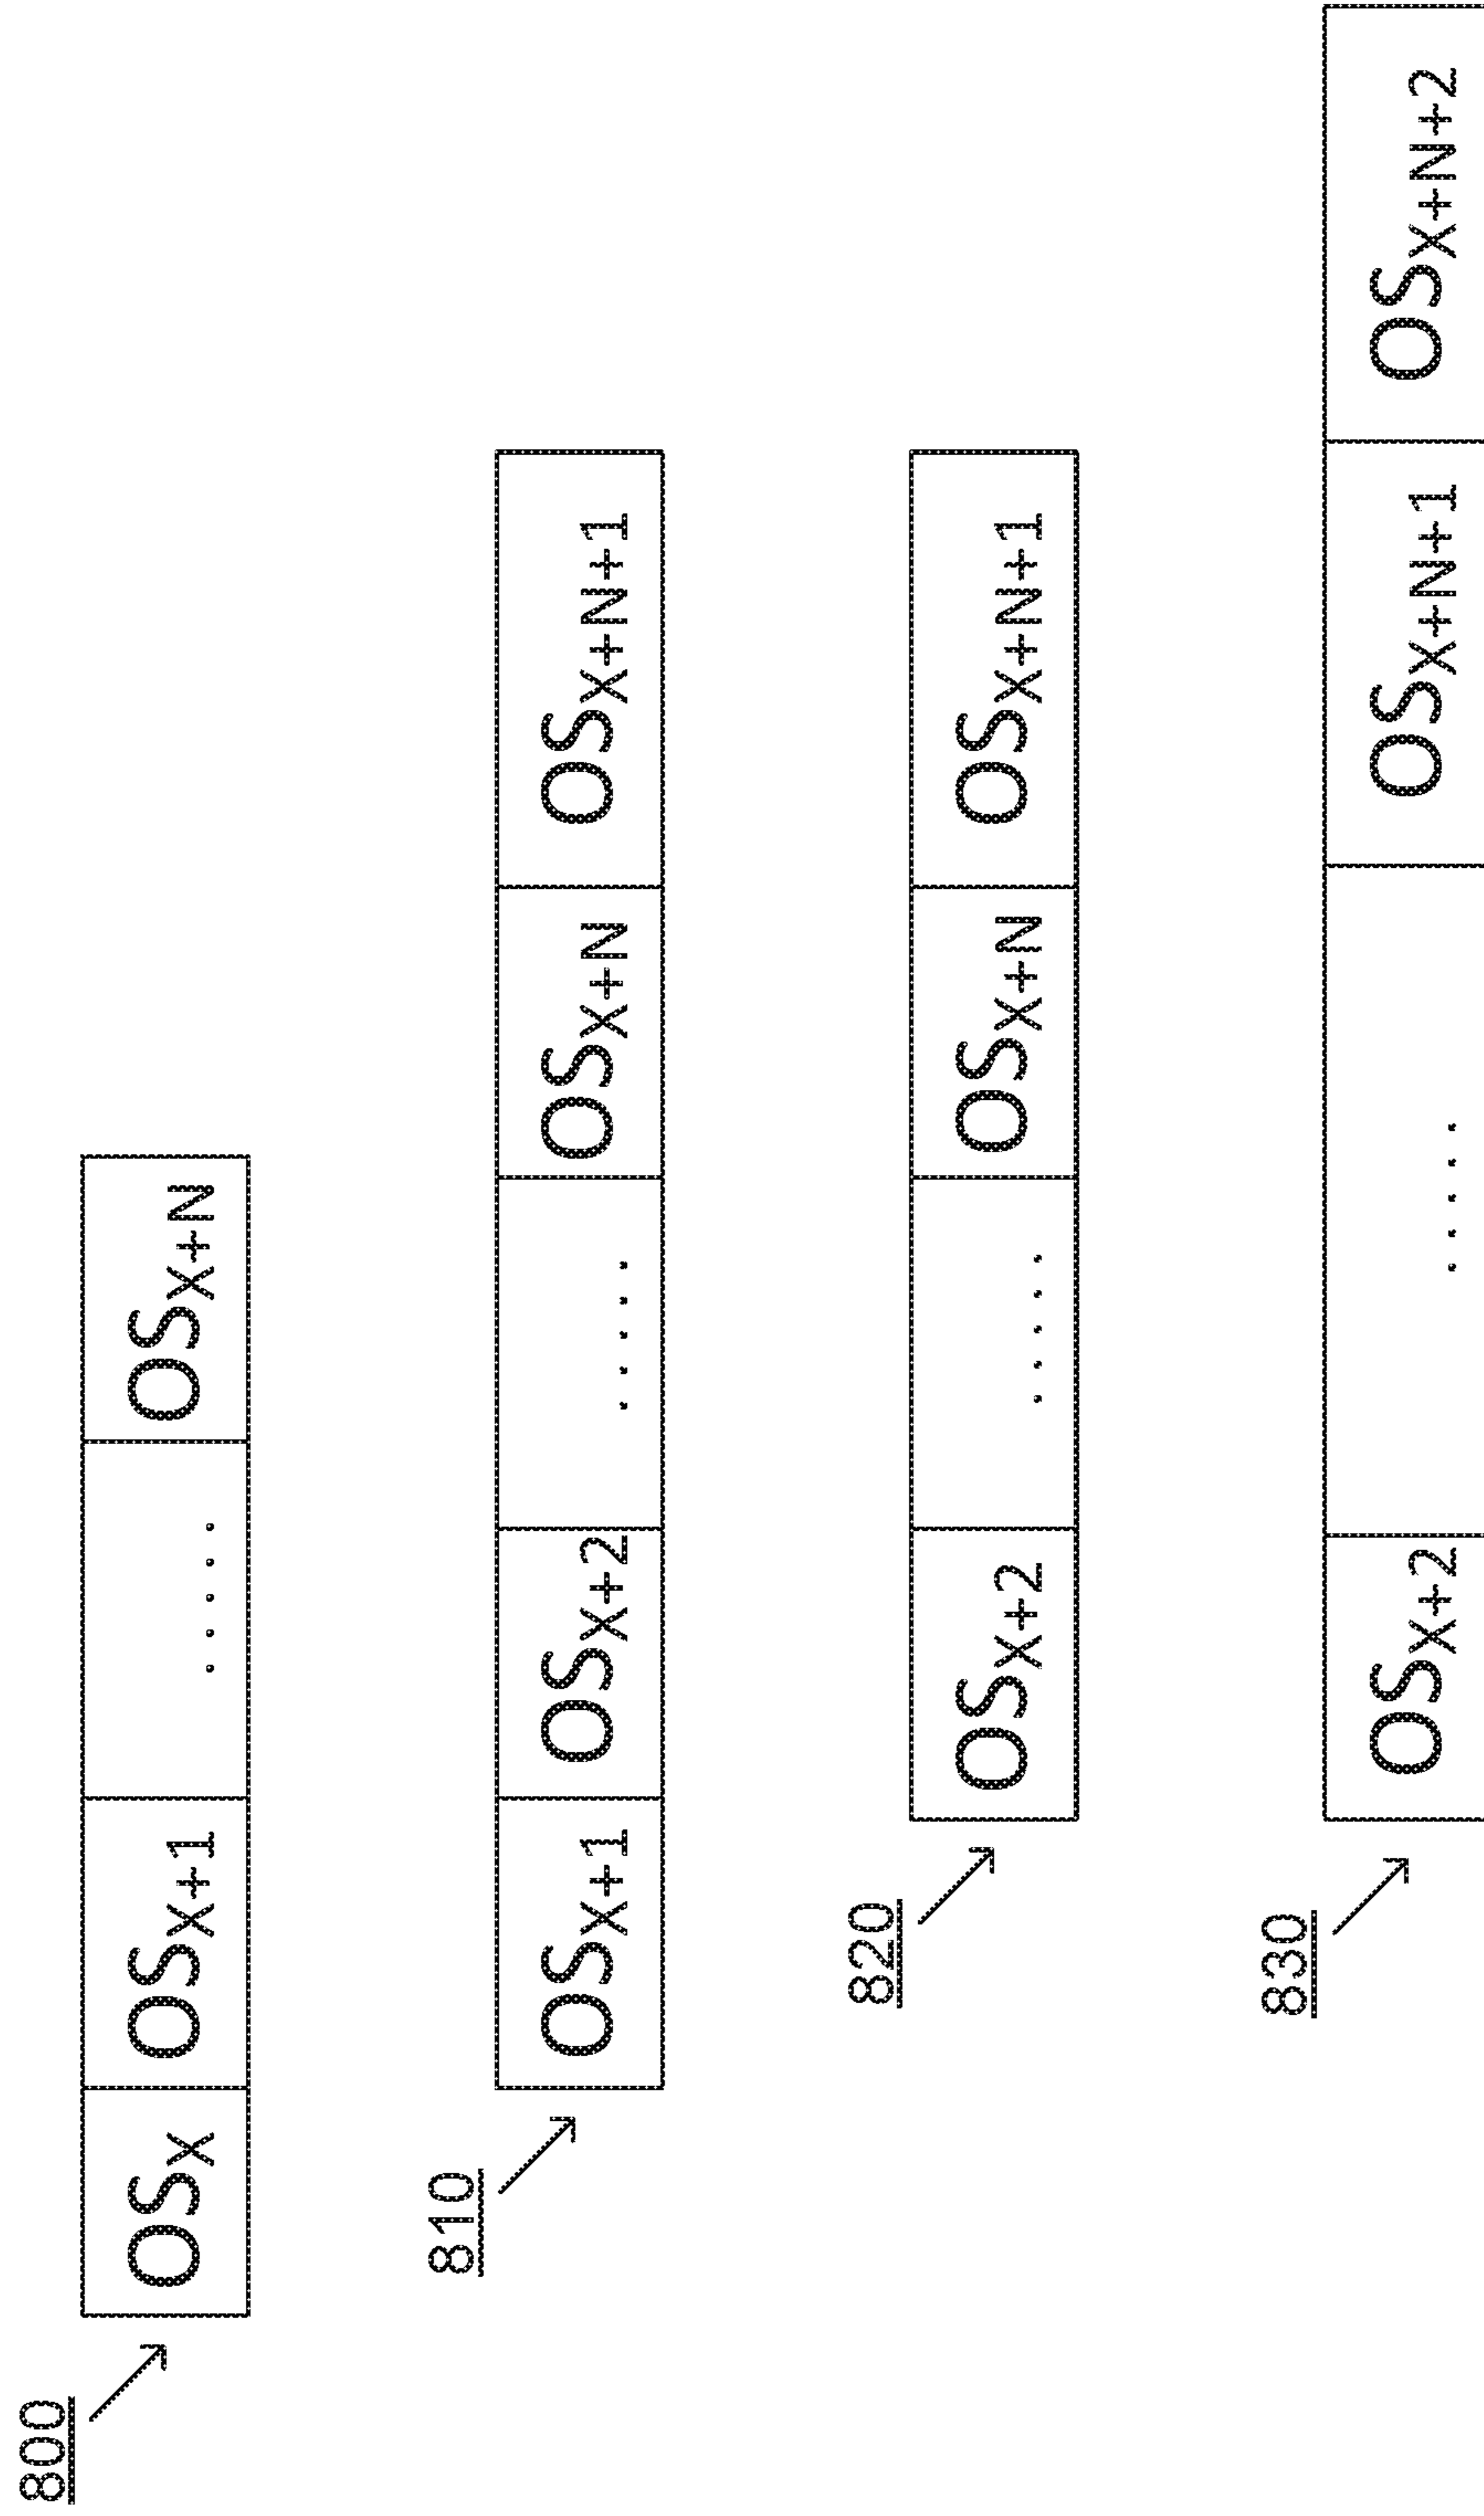 800
OSx OSx+1 ..... OSx+N
810
OSx+1 OSx+2 ..... OSx+N OSx+N+1
820
OSx+2 ..... OSx+N OSx+N+1
830
OSx+2 ..... OSx+N+1 OSx+N+2